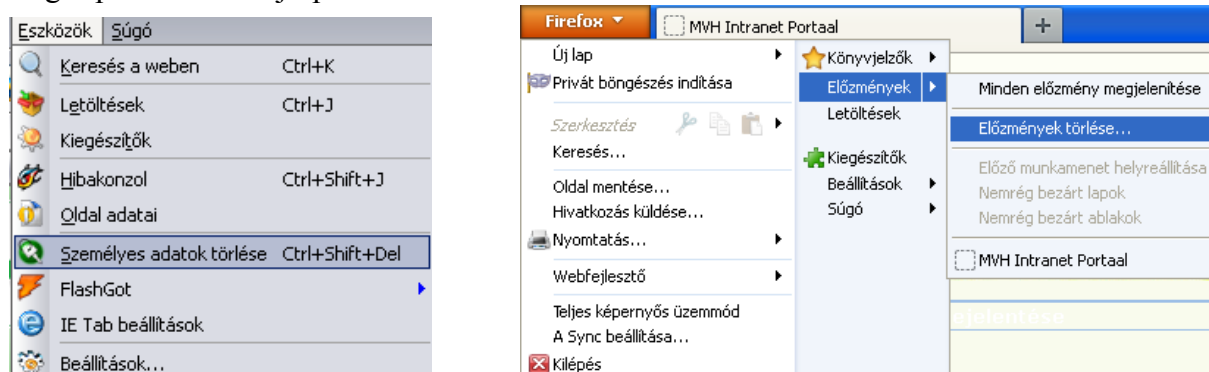 Eszközök Súgó
Keresés a weben Ctrl+K
Letöltések Ctrl+J
Kiegészítők
Hibakonzol Ctrl+Shift+J
Oldal adatai
Személyes adatok törlése Ctrl+Shift+Del
FlashGot
IE Tab beállítások
Beállítások...
Firefox
MVH Intranet Portaal
Új lap
Privát böngészés indítása
Szerkesztés
Keresés...
Oldal mentése...
Hivatkozás küldése...
Nyomtatás...
Webfejlesztő
Teljes képernyős üzemmód
A Sync beállítása...
Kilépés
Könyvjelzők
Előzmények
Letöltések
Kiegészítők
Beállítások
Súgó
Minden előzmény megjelenítése
Előzmények törlése...
Előző munkamenet helyreállítása
Nemrég bezárt lapok
Nemrég bezárt ablakok
MVH Intranet Portaal